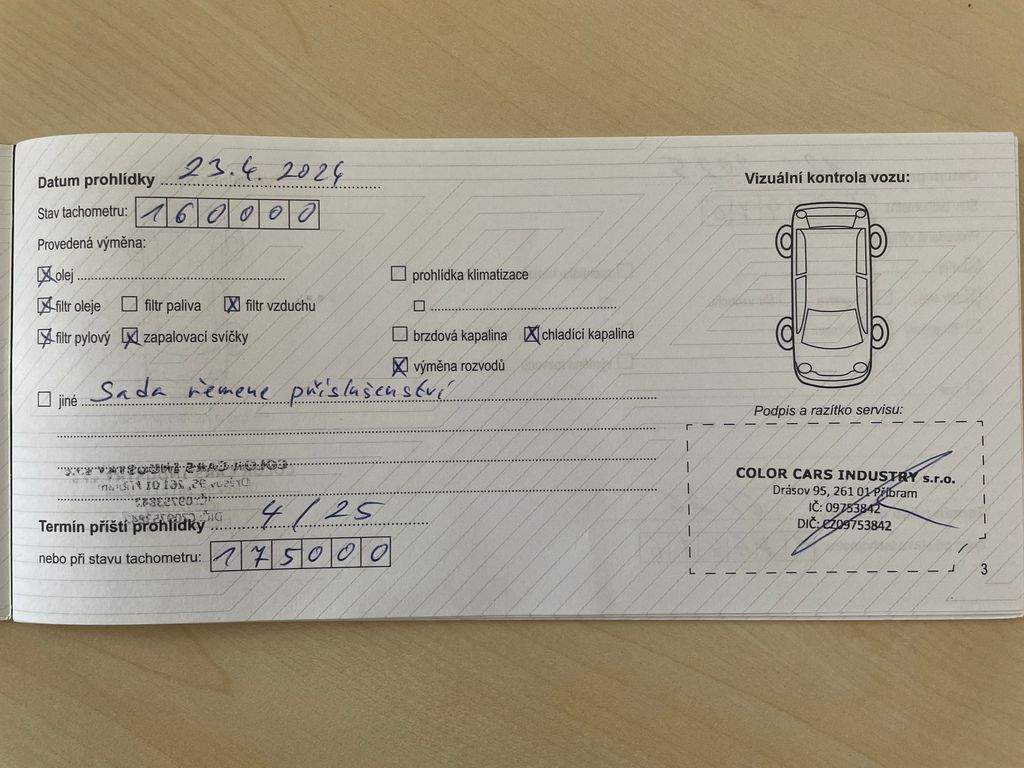 Datum prohlídky 23.4. 2024
Stav tachometru: 160000
Provedená výměna:
olej
filtr oleje filtr paliva filtr vzduchu
filtr pylový zapalovací svíčky
prohlídka klimatizace
brzdová kapalina chladící kapalina
výměna rozvodů
jiné Sada řemene příslušenství
Termín příští prohlídky 4/25
nebo při stavu tachometru: 175000
Vizuální kontrola vozu:
Podpis a razítko servisu:
COLOR CARS INDUSTRY s.r.o.
Drásov 95, 261 01 Příbram
IČ: 09753842
DIČ: CZ09753842
3